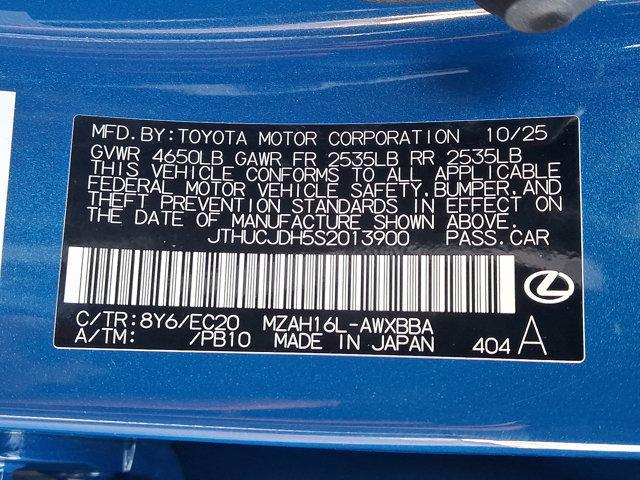 MFD. BY: TOYOTA MOTOR CORPORATION 10/25
GVWR 4650LB GAWR FR 2535LB RR 2535LB
THIS VEHICLE CONFORMS TO ALL APPLICABLE
FEDERAL MOTOR VEHICLE SAFETY, BUMPER, AND
THEFT PREVENTION STANDARDS IN EFFECT ON
THE DATE OF MANUFACTURE SHOWN ABOVE.
JTHUCJDH5S2013900 PASS. CAR
C/TR: 8Y6/EC20 MZAH16L-AWXBBA
A/TM: /PB10 MADE IN JAPAN 404 A